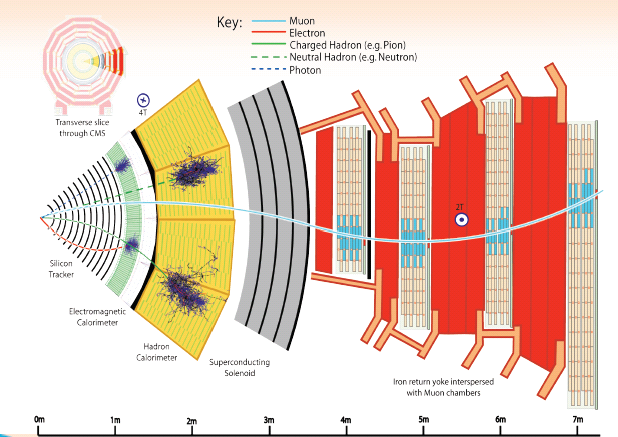 Key:
Muon
Electron
Charged Hadron (e.g. Pion)
Neutral Hadron (e.g. Neutron)
Photon
Transverse slice
through CMS
4T
2T
Silicon
Tracker
Electromagnetic
Calorimeter
Hadron
Calorimeter
Superconducting
Solenoid
Iron return yoke interspersed
with Muon chambers
0m 1m 2m 3m 4m 5m 6m 7m